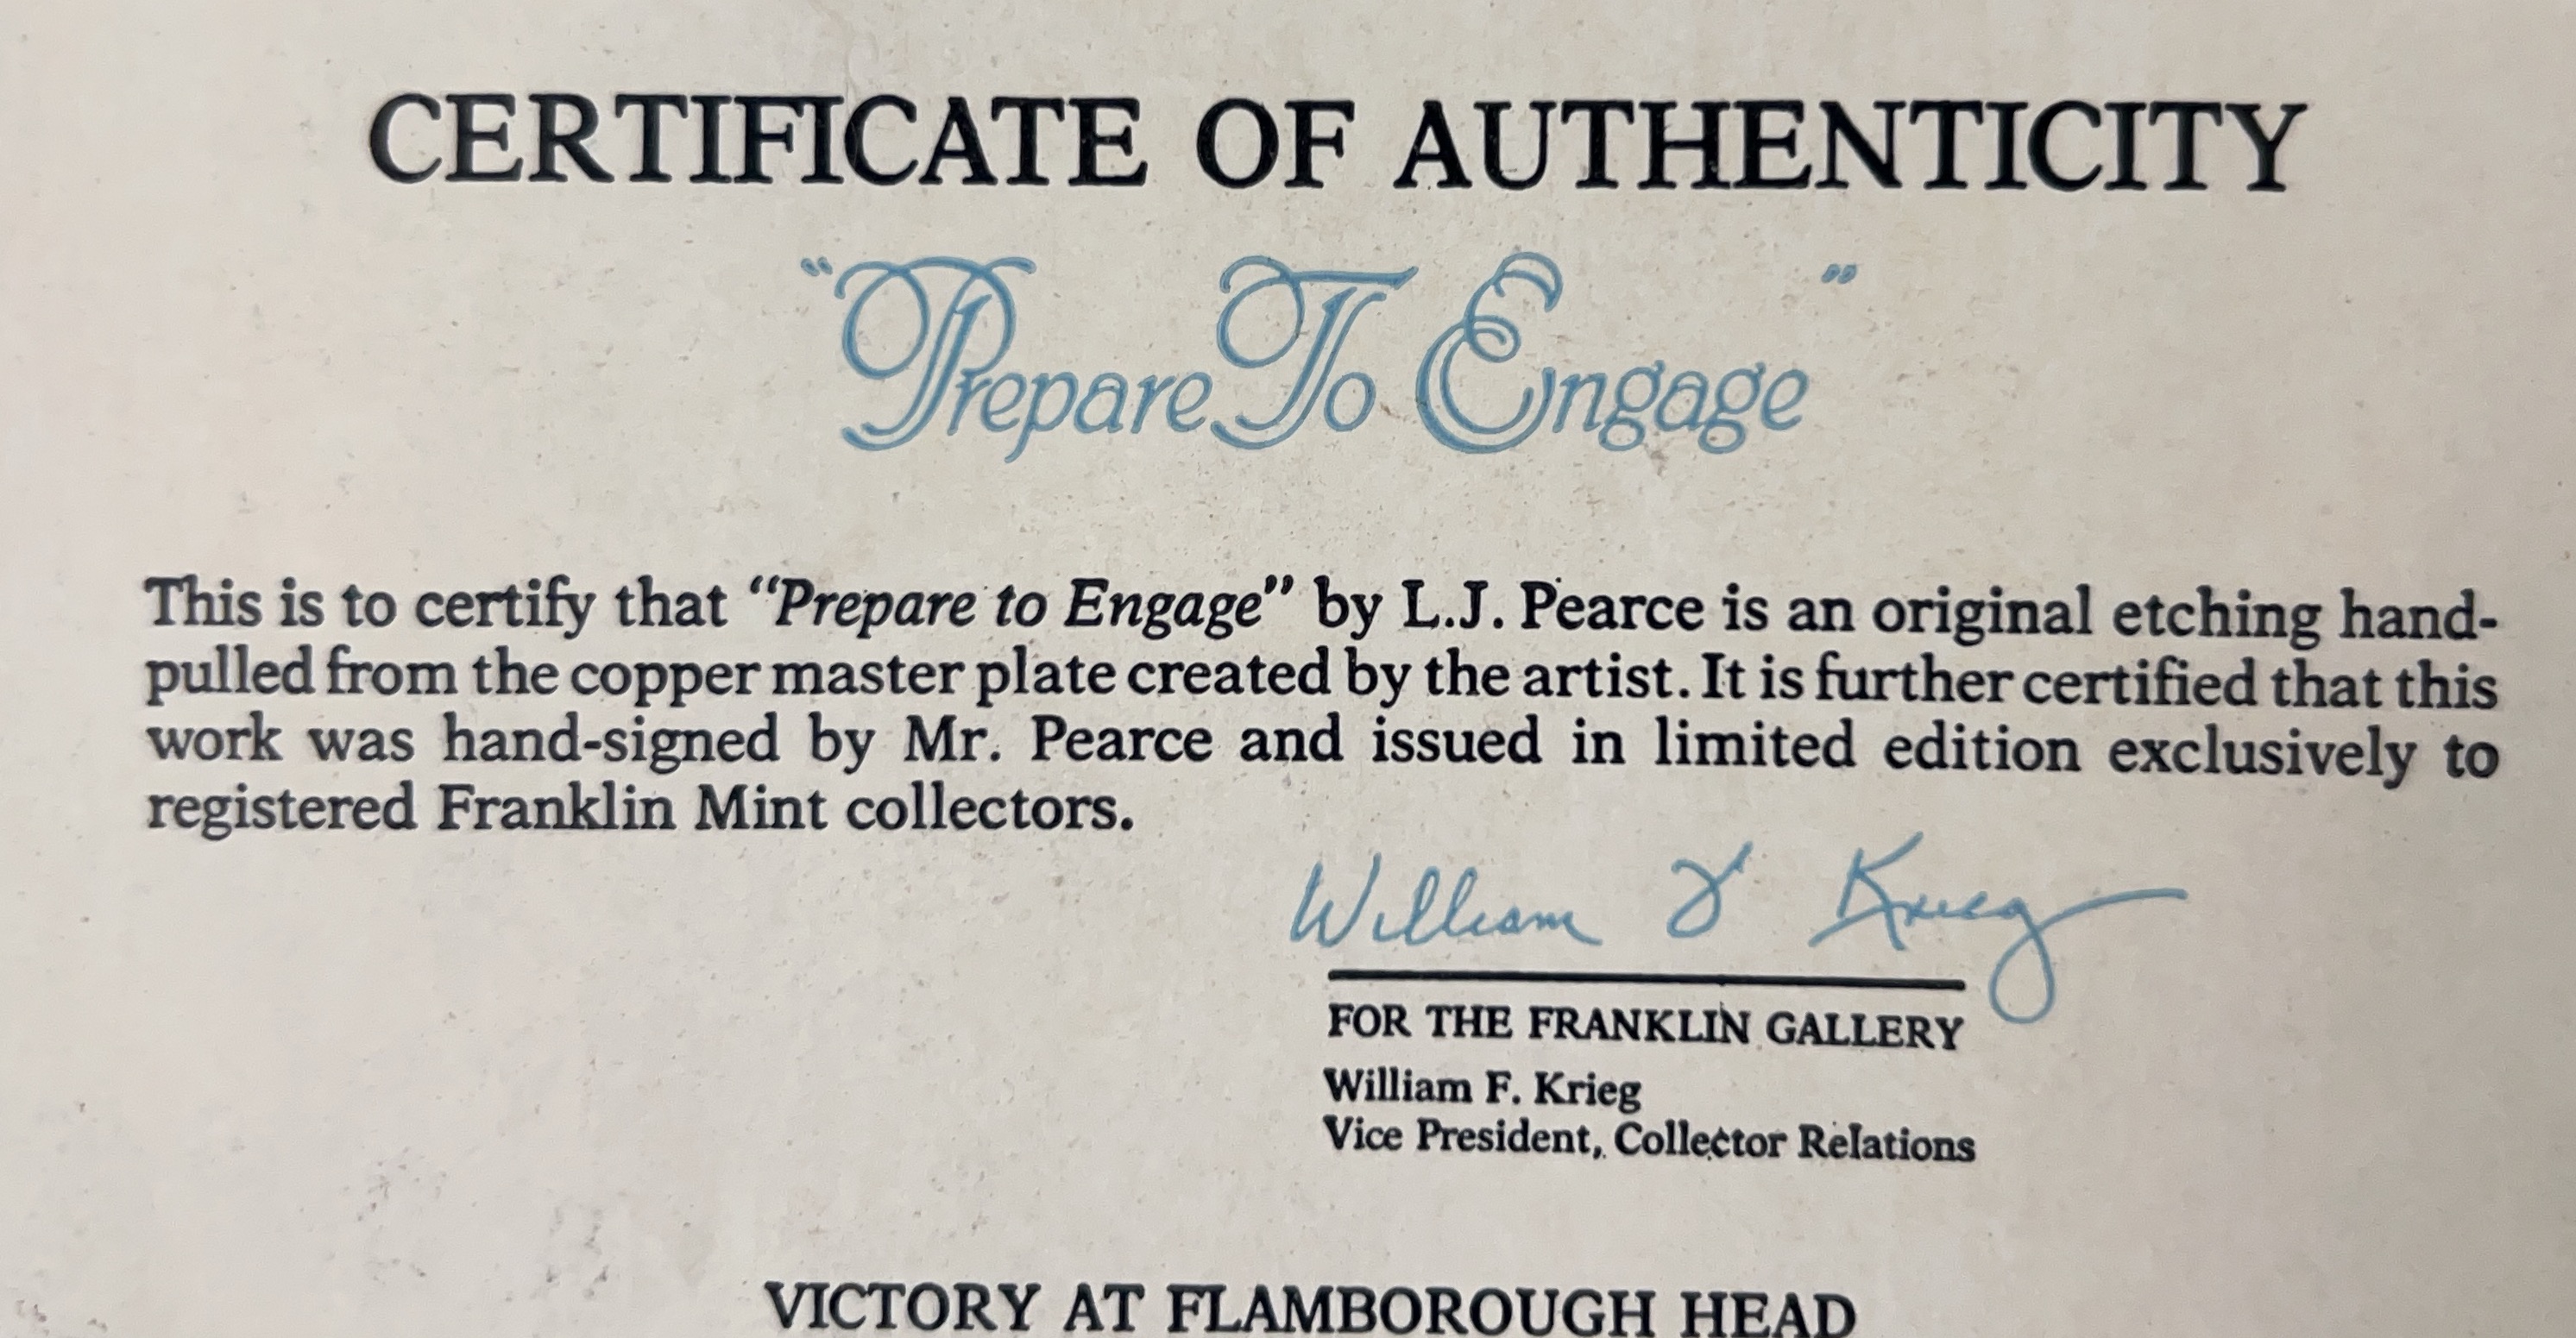 CERTIFICATE OF AUTHENTICITY
“Prepare To Engage”
This is to certify that “Prepare to Engage” by L.J. Pearce is an original etching hand-
pulled from the copper master plate created by the artist. It is further certified that this
work was hand-signed by Mr. Pearce and issued in limited edition exclusively to
registered Franklin Mint collectors.
William F Krieg
FOR THE FRANKLIN GALLERY
William F. Krieg
Vice President, Collector Relations
VICTORY AT FLAMBOROUGH HEAD